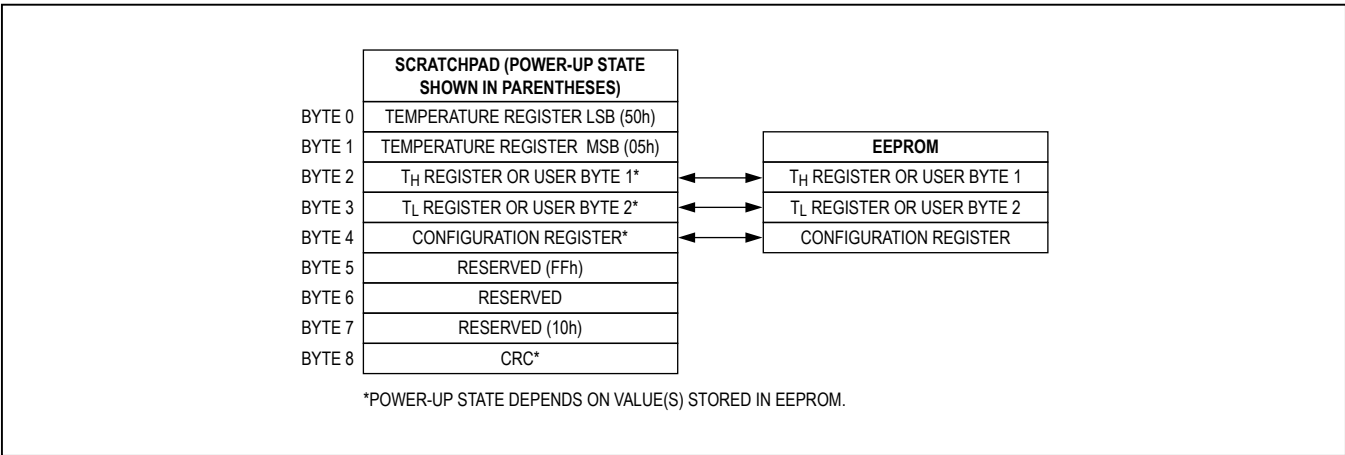 SCRATCHPAD (POWER-UP STATE
SHOWN IN PARENTHESES)
BYTE 0 TEMPERATURE REGISTER LSB (50h)
BYTE 1 TEMPERATURE REGISTER MSB (05h) EEPROM
BYTE 2 TH REGISTER OR USER BYTE 1* TH REGISTER OR USER BYTE 1
BYTE 3 TL REGISTER OR USER BYTE 2* TL REGISTER OR USER BYTE 2
BYTE 4 CONFIGURATION REGISTER* CONFIGURATION REGISTER
BYTE 5 RESERVED (FFh)
BYTE 6 RESERVED
BYTE 7 RESERVED (10h)
BYTE 8 CRC*
*POWER-UP STATE DEPENDS ON VALUE(S) STORED IN EEPROM.